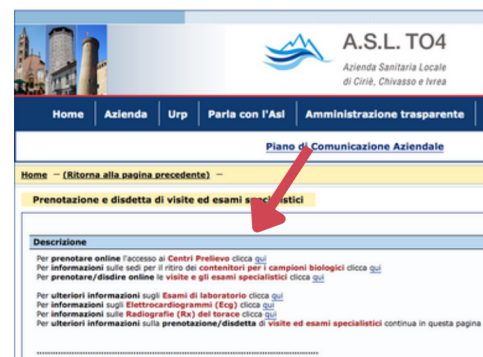 A.S.L. TO4
Azienda Sanitaria Locale
di Ciriè, Chivasso e Ivrea
Home Azienda Urp Parla con l'Asl Amministrazione trasparente
Piano di Comunicazione Aziendale
Home − (Ritorna alla pagina precedente) −
Prenotazione e disdetta di visite ed esami specialistici
Descrizione
Per prenotare online l'accesso ai Centri Prelievo clicca qui
Per informazioni sulle sedi per il ritiro dei contenitori per i campioni biologici clicca qui
Per prenotare/disdire online le visite e gli esami specialistici clicca qui
Per ulteriori informazioni sugli Esami di laboratorio clicca qui
Per informazioni sugli Elettrocardiogrammi (Ecg) clicca qui
Per informazioni sulle Radiografie (Rx) del torace clicca qui
Per ulteriori informazioni sulla prenotazione/disdetta di visite ed esami specialistici continua in questa pagina